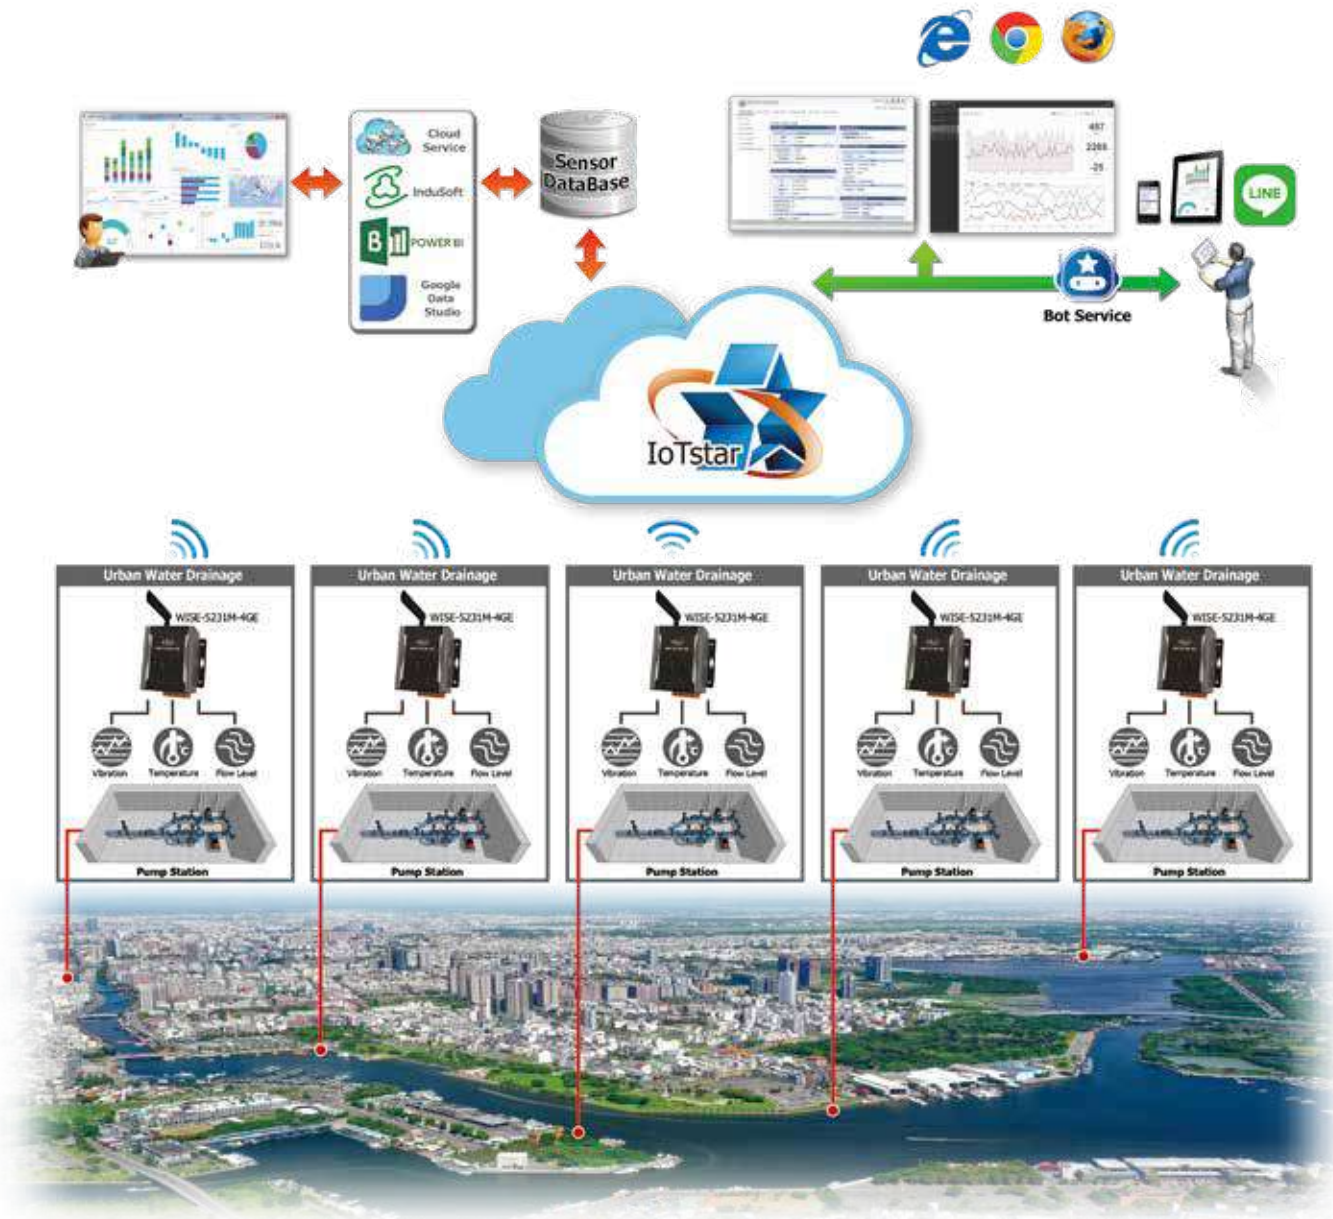 Cloud
Service
InduSoft
POWER BI
Google
Data
Studio
Sensor
DataBase
487
2268
-25
LINE
Bot Service
IoTstar
Urban Water Drainage
WISE-5231M-4GE
Vibration
Temperature
Flow Level
Pump Station
Urban Water Drainage
WISE-5231M-4GE
Vibration
Temperature
Flow Level
Pump Station
Urban Water Drainage
WISE-5231M-4GE
Vibration
Temperature
Flow Level
Pump Station
Urban Water Drainage
WISE-5231M-4GE
Vibration
Temperature
Flow Level
Pump Station
Urban Water Drainage
WISE-5231M-4GE
Vibration
Temperature
Flow Level
Pump Station